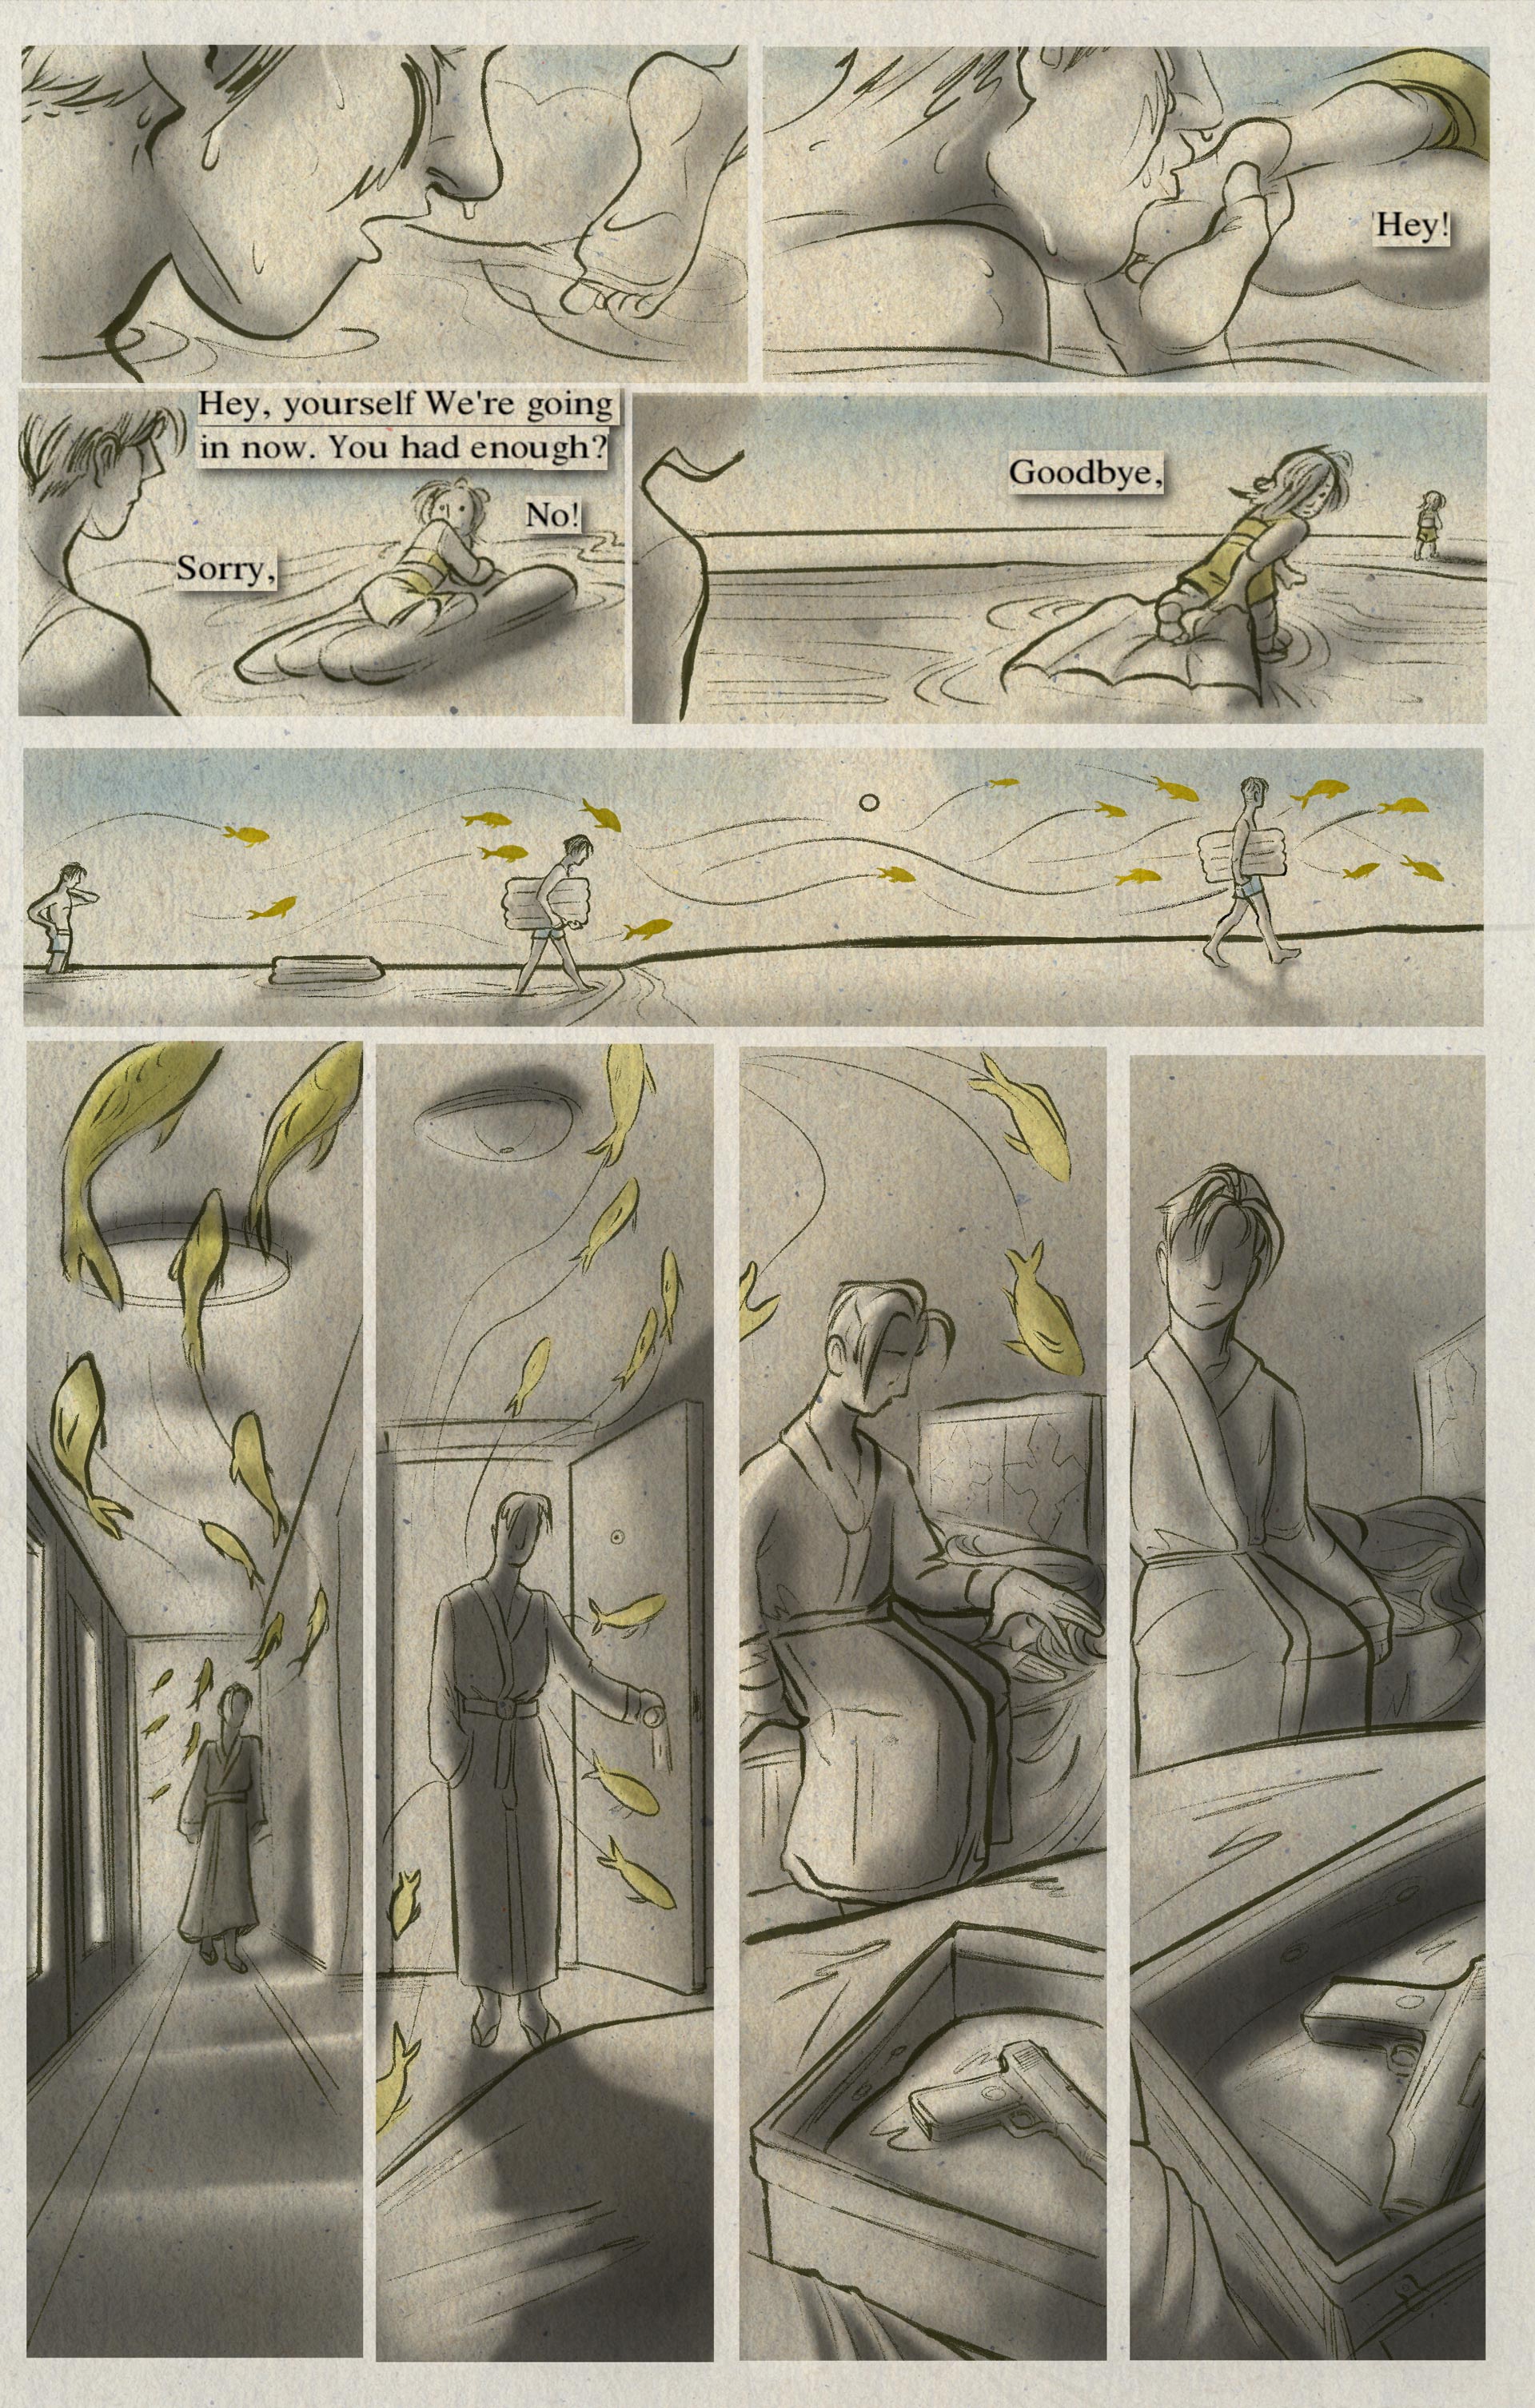 Hey!
Hey, yourself We're going
in now. You had enough?
No!
Sorry,
Goodbye,